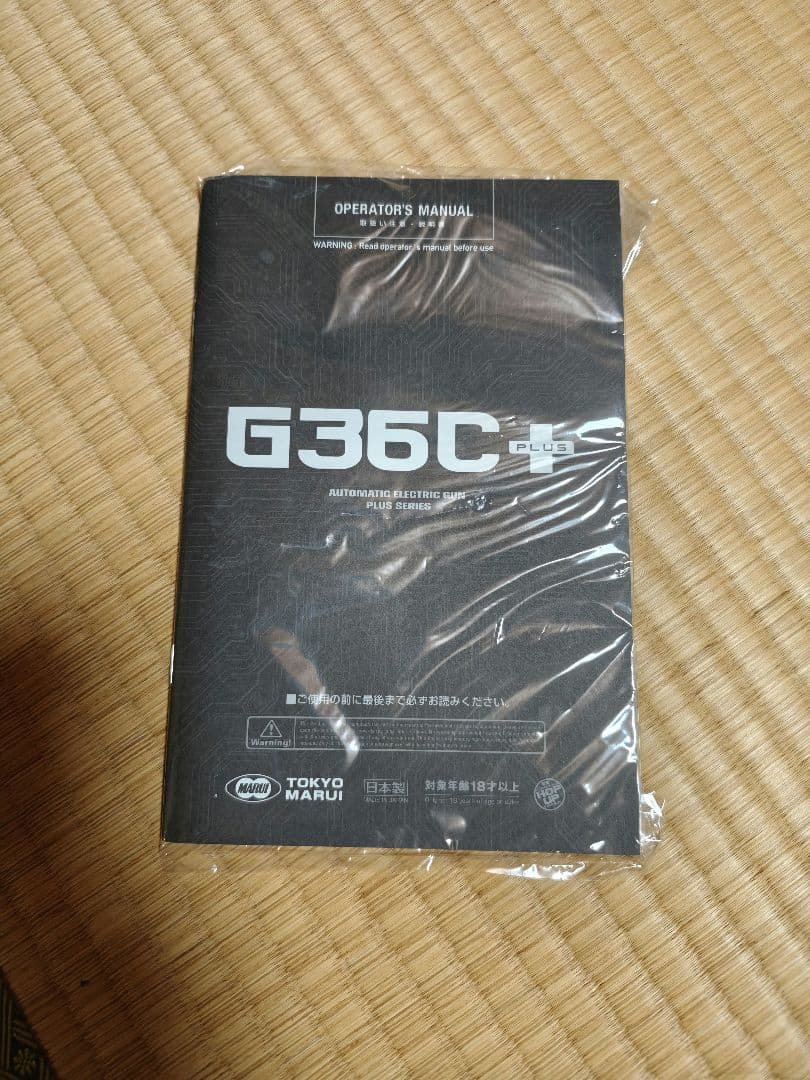 OPERATOR'S MANUAL
取扱い注意・説明書
WARNING : Read operator's manual before use
G36C+
PLUS
AUTOMATIC ELECTRIC GUN
PLUS SERIES
■ご使用の前に最後まで必ずお読みください。
Warning!
MARUI
TOKYO
MARUI
日本製
MADE IN JAPAN
対象年齢18才以上
HOP
UP